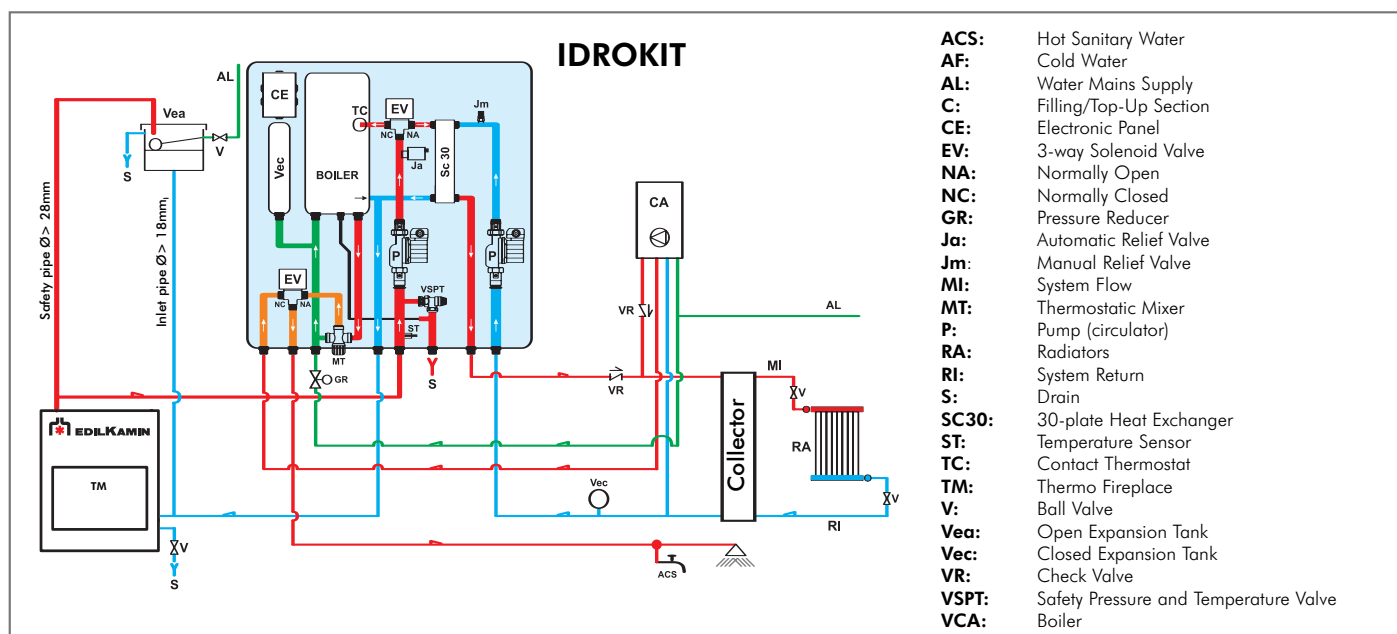 IDROKIT
AL
Vea
V
S
Safety pipe Ø> 28mm
Inlet pipe Ø> 18mm
CE
Vec
BOILER
TC
EV
NC
NA
Ja
Sc 30
Jm
P
P
EV
NC
NA
MT
VSPT
ST
S
GR
CA
VR
AL
VR
MI
V
RA
V
RI
Collector
Vec
ACS
EDILKAMIN
TM
V
S
ACS: Hot Sanitary Water
AF: Cold Water
AL: Water Mains Supply
C: Filling/Top-Up Section
CE: Electronic Panel
EV: 3-way Solenoid Valve
NA: Normally Open
NC: Normally Closed
GR: Pressure Reducer
Ja: Automatic Relief Valve
Jm: Manual Relief Valve
MI: System Flow
MT: Thermostatic Mixer
P: Pump (circulator)
RA: Radiators
RI: System Return
S: Drain
SC30: 30-plate Heat Exchanger
ST: Temperature Sensor
TC: Contact Thermostat
TM: Thermo Fireplace
V: Ball Valve
Vea: Open Expansion Tank
Vec: Closed Expansion Tank
VR: Check Valve
VSPT: Safety Pressure and Temperature Valve
VCA: Boiler